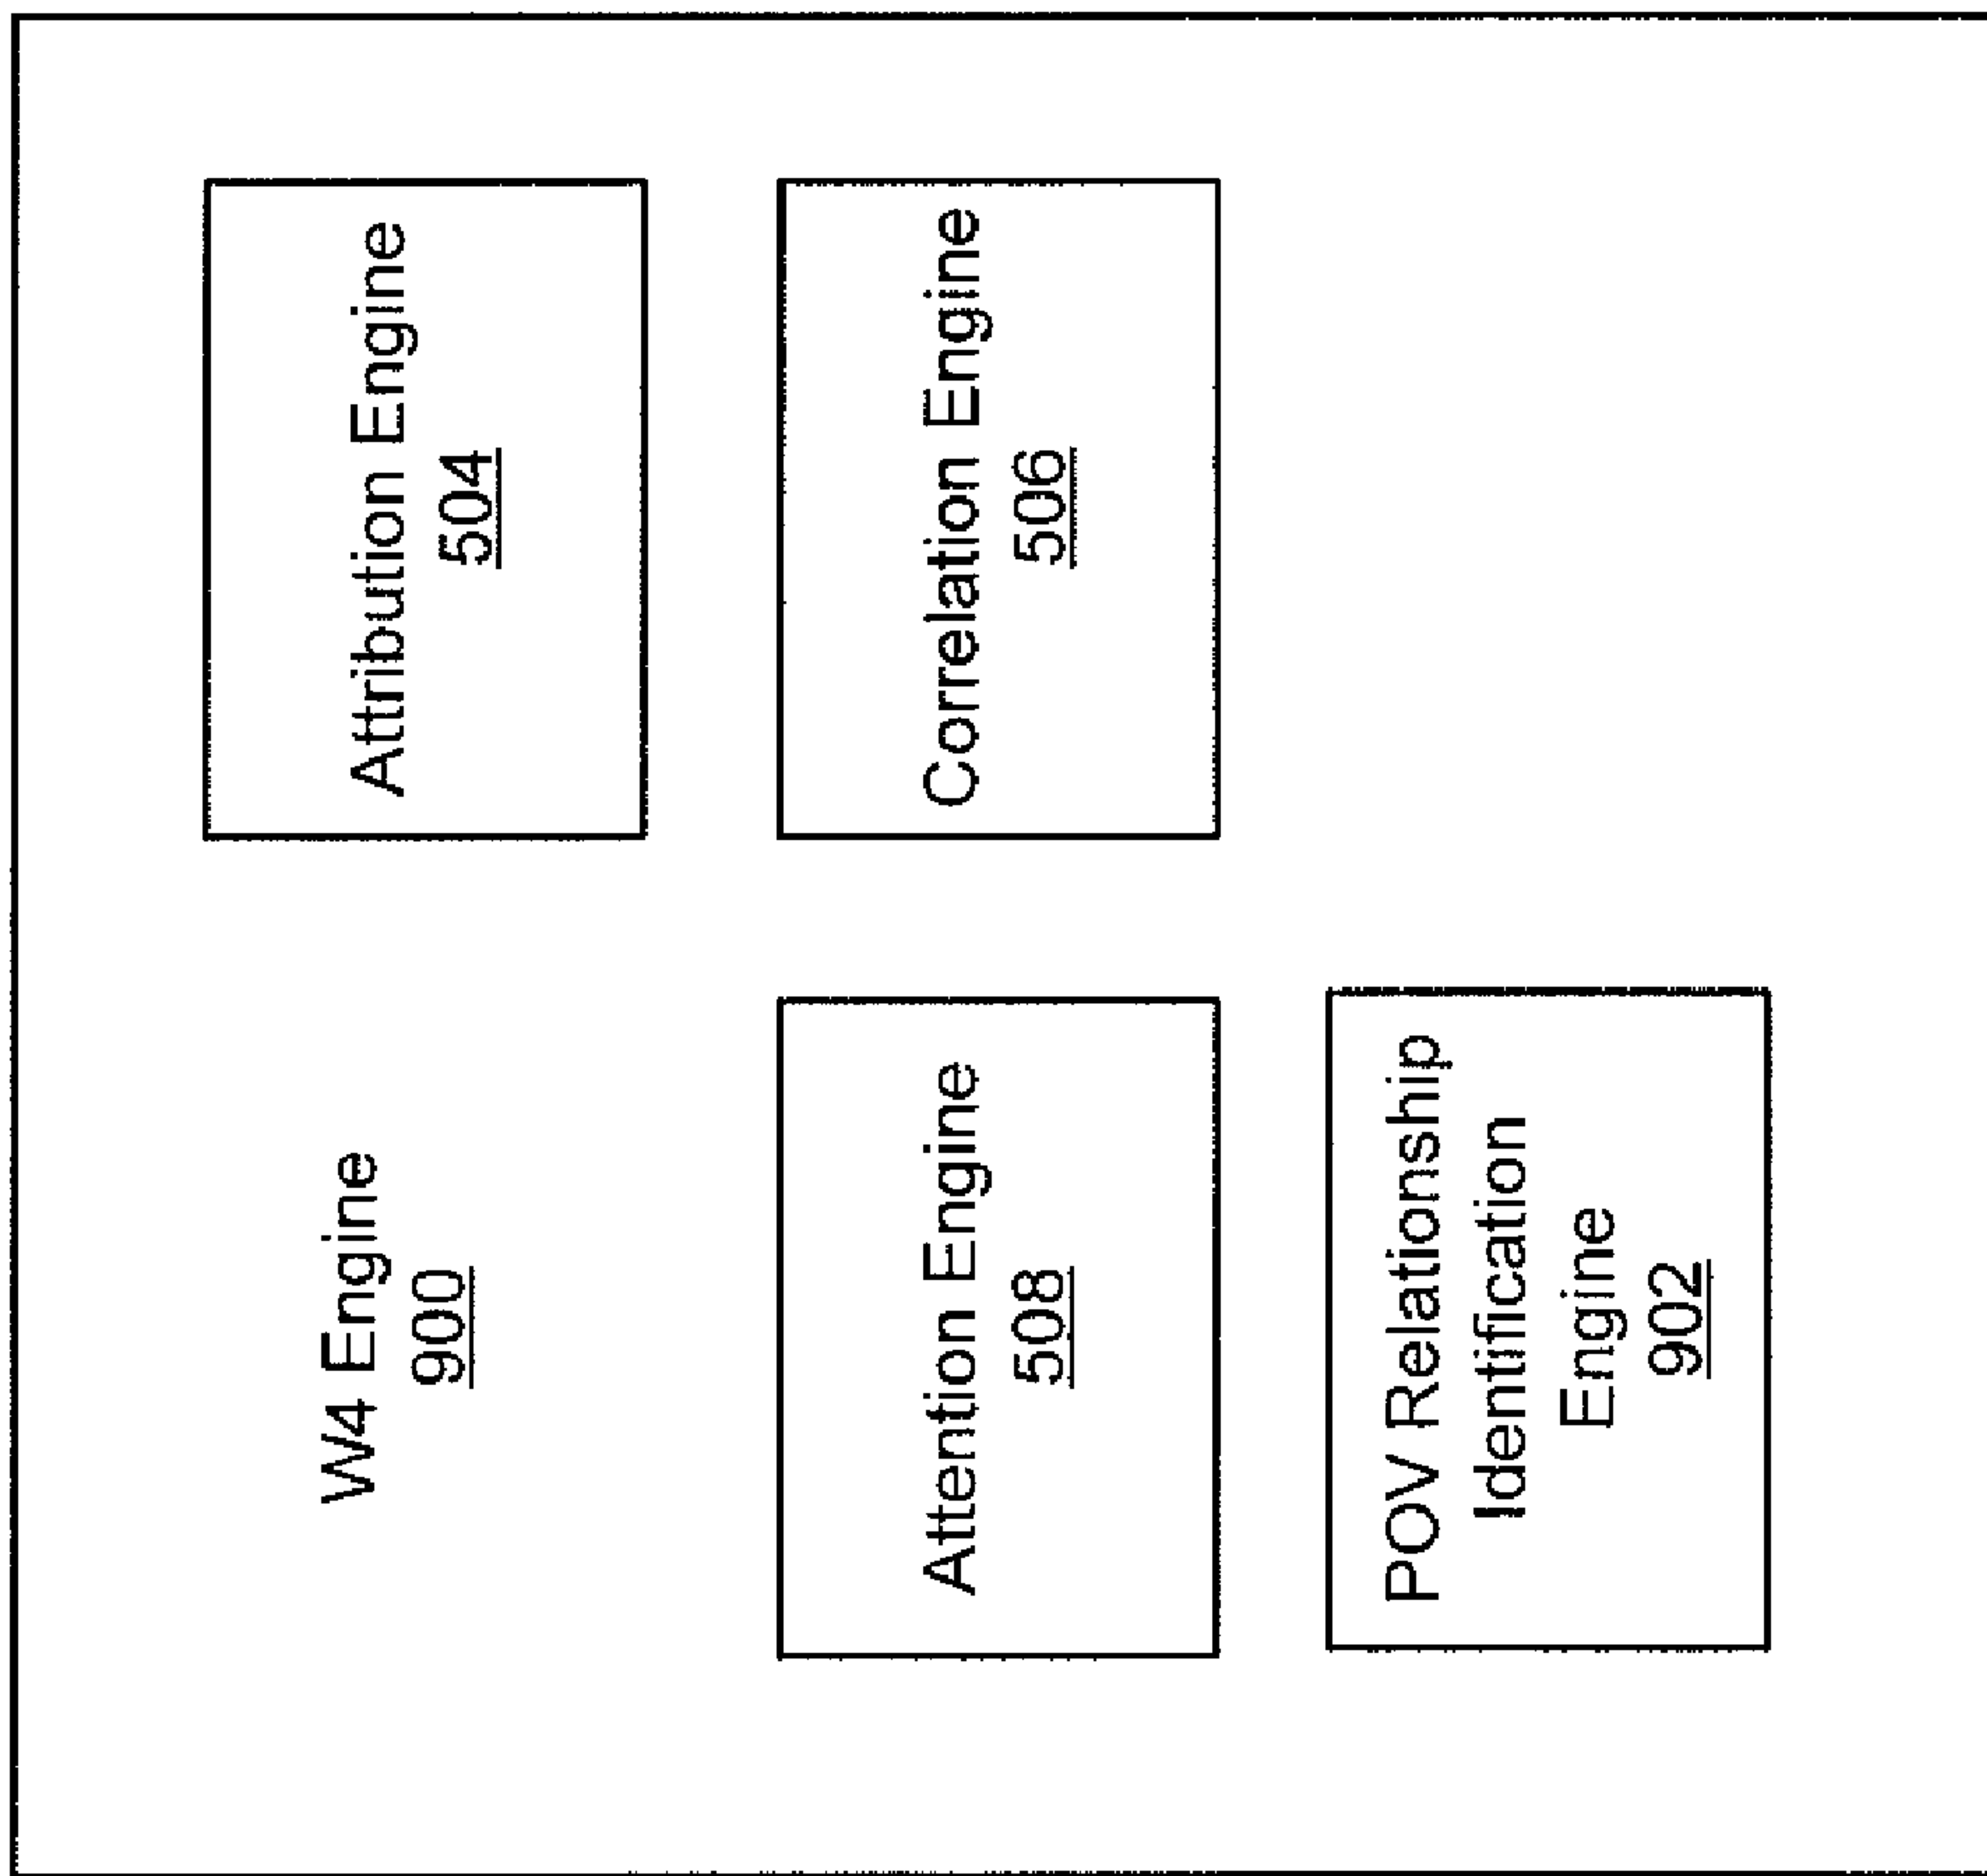 W4 Engine
900
Attribution Engine
504
Attention Engine
508
Correlation Engine
506
POV Relationship
Identification
Engine
902